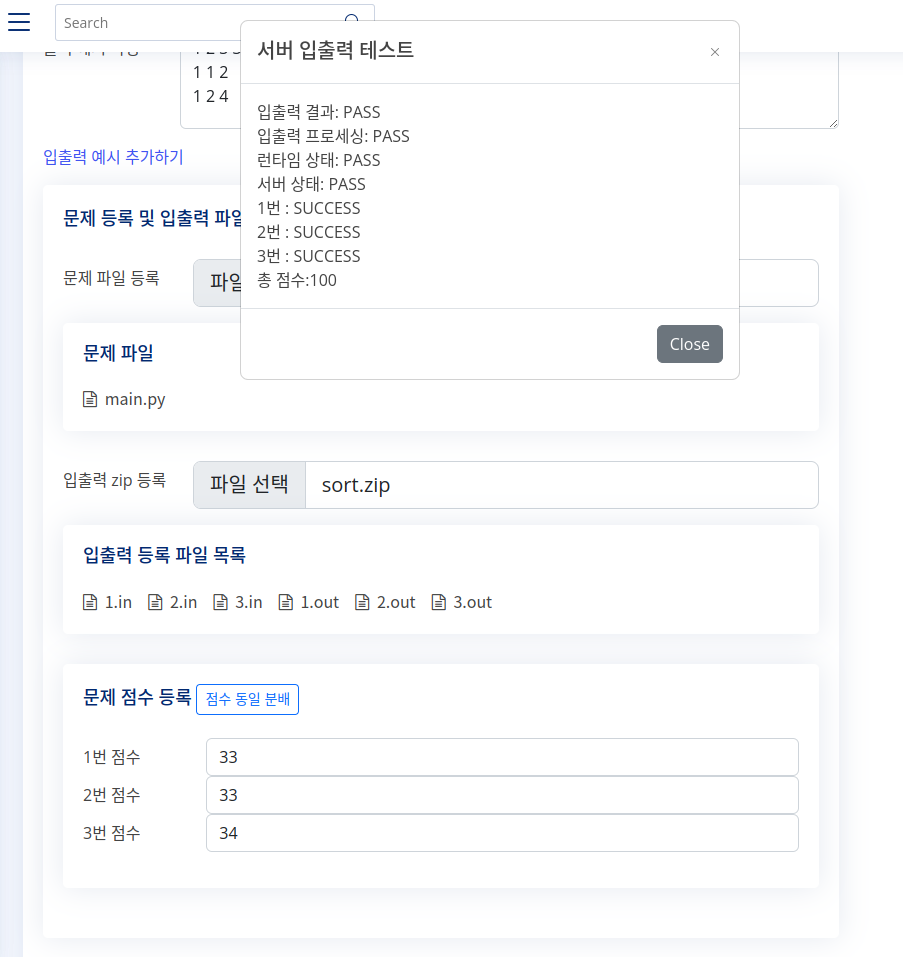 Search
서버 입출력 테스트
×
입출력 결과: PASS
입출력 프로세싱: PASS
런타임 상태: PASS
서버 상태: PASS
1번 : SUCCESS
2번 : SUCCESS
3번 : SUCCESS
총 점수:100
Close
1 1 2
1 2 4
입출력 예시 추가하기
문제 등록 및 입출력 파일
문제 파일 등록
파일
문제 파일
main.py
입출력 zip 등록
파일 선택 sort.zip
입출력 등록 파일 목록
1.in 2.in 3.in 1.out 2.out 3.out
문제 점수 등록 점수 동일 분배
1번 점수 33
2번 점수 33
3번 점수 34